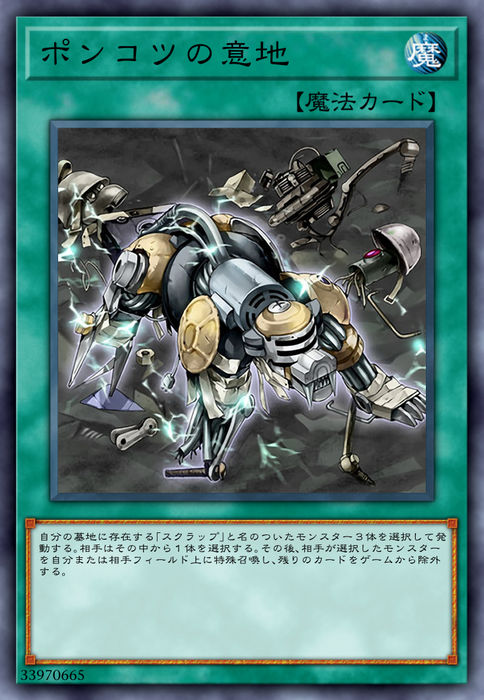 ポンコツの意地
魔
【魔法カード】
自分の墓地に存在する「スクラップ」と名のついたモンスター3体を選択して発
動する。相手はその中から1体を選択する。その後、相手が選択したモンスター
を自分または相手フィールド上に特殊召喚し、残りのカードをゲームから除外
する。
33970665